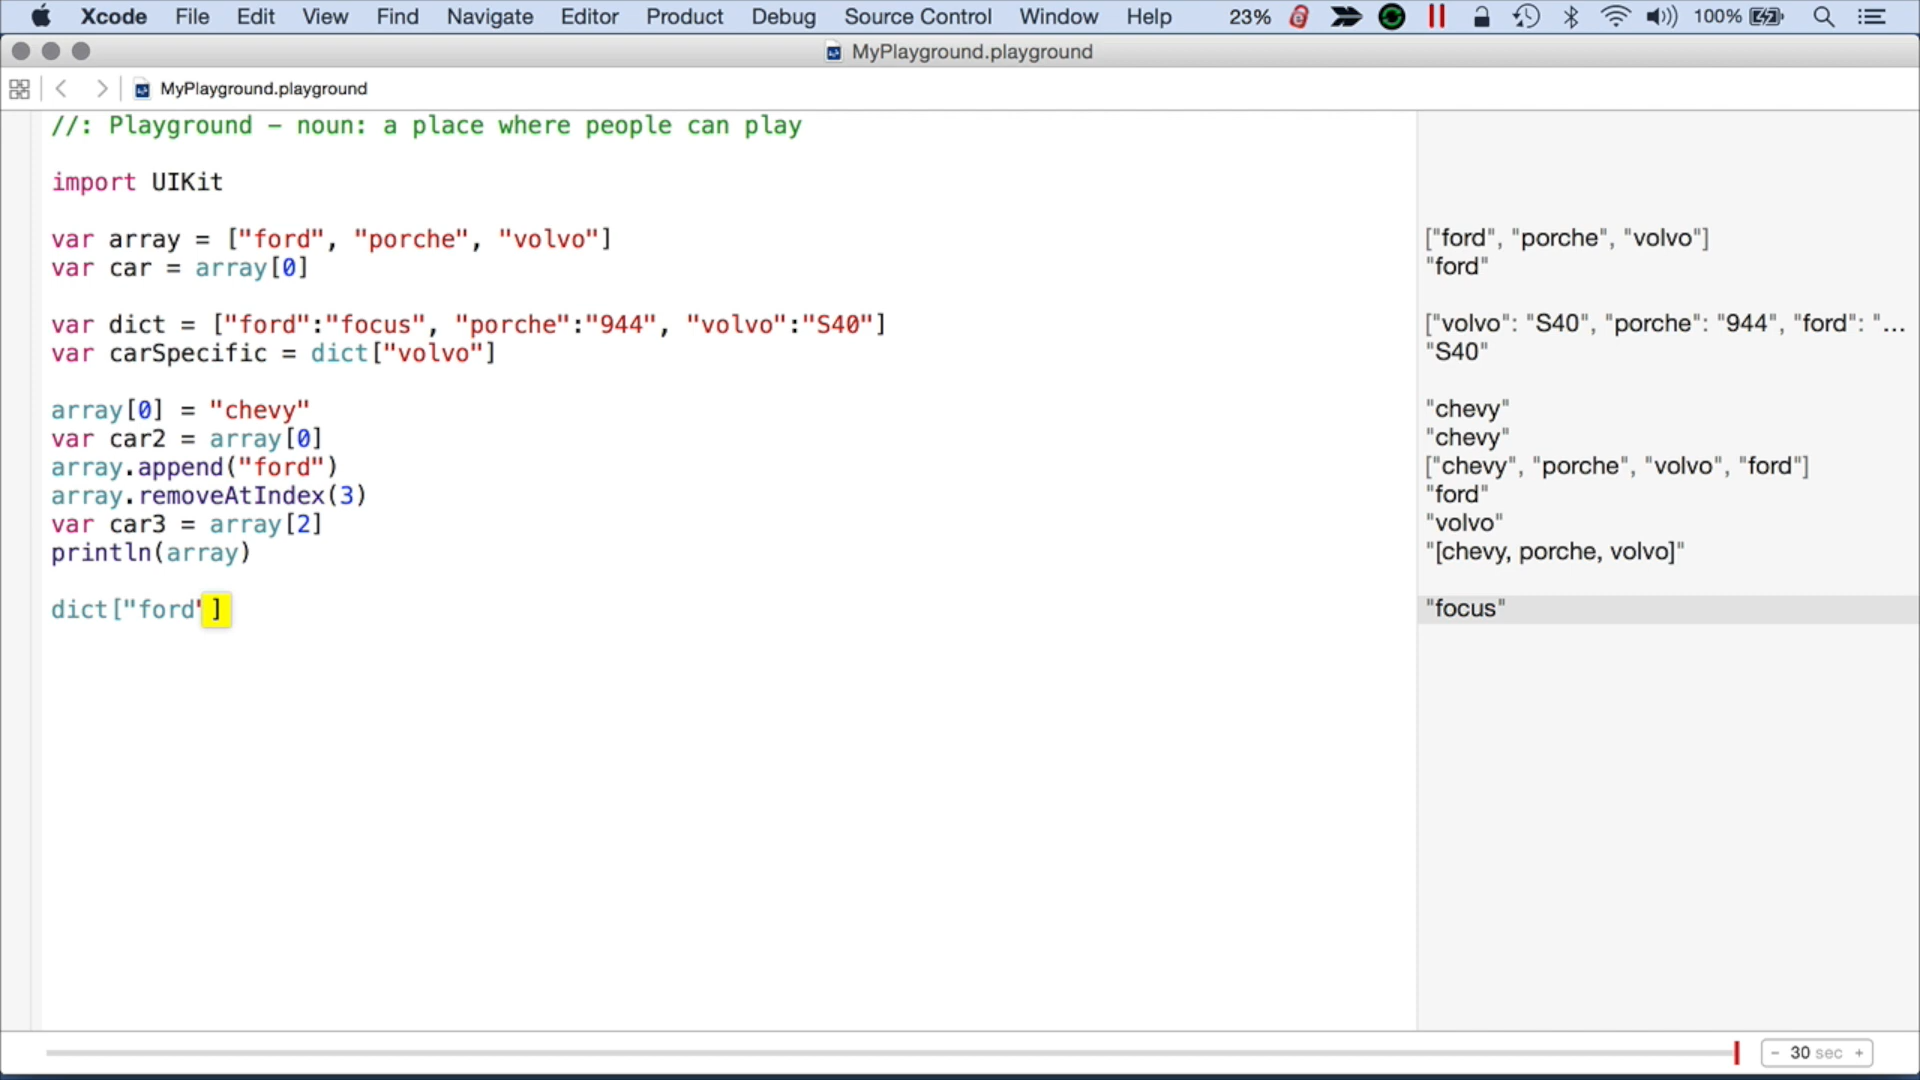 Xcode File Edit View Find Navigate Editor Product Debug Source Control Window Help 23% 100%
MyPlayground.playground
MyPlayground.playground
//: Playground - noun: a place where people can play
import UIKit
var array = ["ford", "porche", "volvo"] ["ford", "porche", "volvo"]
var car = array[0] "ford"
var dict = ["ford":"focus", "porche":"944", "volvo":"S40"] ["volvo": "S40", "porche": "944", "ford": "...
var carSpecific = dict["volvo"] "S40"
array[0] = "chevy" "chevy"
var car2 = array[0] "chevy"
array.append("ford") ["chevy", "porche", "volvo", "ford"]
array.removeAtIndex(3) "ford"
var car3 = array[2] "volvo"
println(array) "[chevy, porche, volvo]"
dict["ford"] "focus"
- 30 sec +